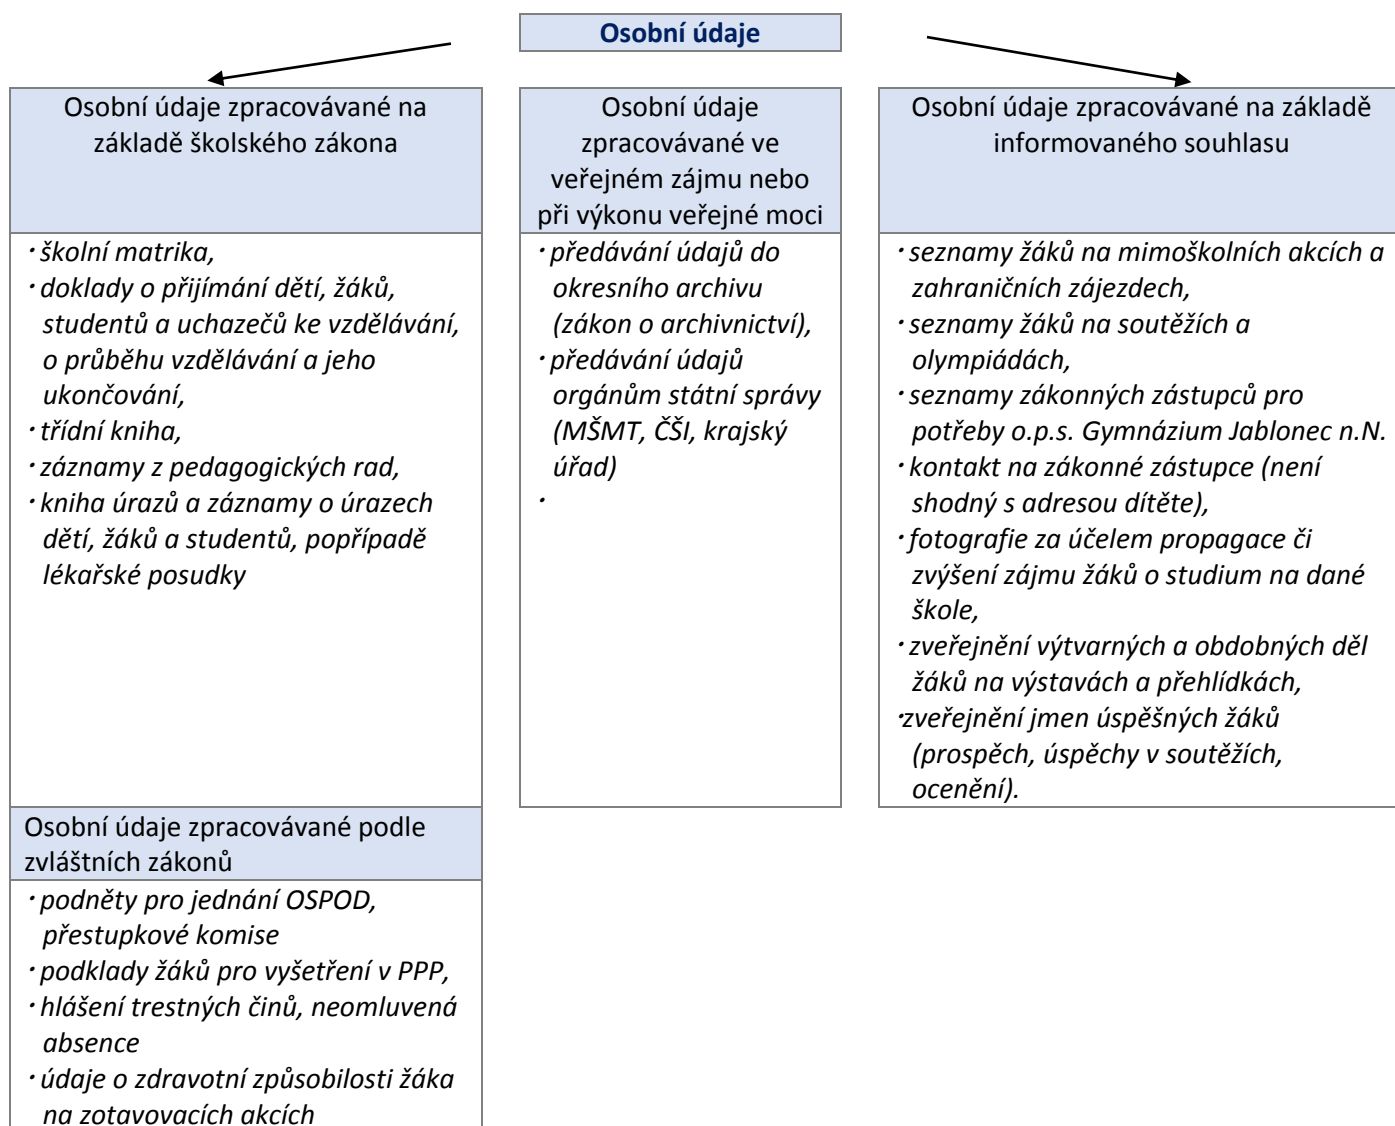 Osobní údaje
Osobní údaje zpracovávané na
základě školského zákona
· školní matrika,
· doklady o přijímání dětí, žáků,
studentů a uchazečů ke vzdělávání,
o průběhu vzdělávání a jeho
ukončování,
· třídní kniha,
· záznamy z pedagogických rad,
· kniha úrazů a záznamy o úrazech
dětí, žáků a studentů, popřípadě
lékařské posudky
Osobní údaje zpracovávané podle
zvláštních zákonů
· podněty pro jednání OSPOD,
přestupkové komise
· podklady žáků pro vyšetření v PPP,
· hlášení trestných činů, neomluvená
absence
· údaje o zdravotní způsobilosti žáka
na zotavovacích akcích
Osobní údaje
zpracovávané ve
veřejném zájmu nebo
při výkonu veřejné moci
· předávání údajů do
okresního archivu
(zákon o archivnictví),
· předávání údajů
orgánům státní správy
(MŠMT, ČŠI, krajský
úřad)
·
Osobní údaje zpracovávané na základě
informovaného souhlasu
· seznamy žáků na mimoškolních akcích a
zahraničních zájezdech,
· seznamy žáků na soutěžích a
olympiádách,
· seznamy zákonných zástupců pro
potřeby o.p.s. Gymnázium Jablonec n.N.
· kontakt na zákonné zástupce (není
shodný s adresou dítěte),
· fotografie za účelem propagace či
zvýšení zájmu žáků o studium na dané
škole,
· zveřejnění výtvarných a obdobných děl
žáků na výstavách a přehlídkách,
·zveřejnění jmen úspěšných žáků
(prospěch, úspěchy v soutěžích,
ocenění).